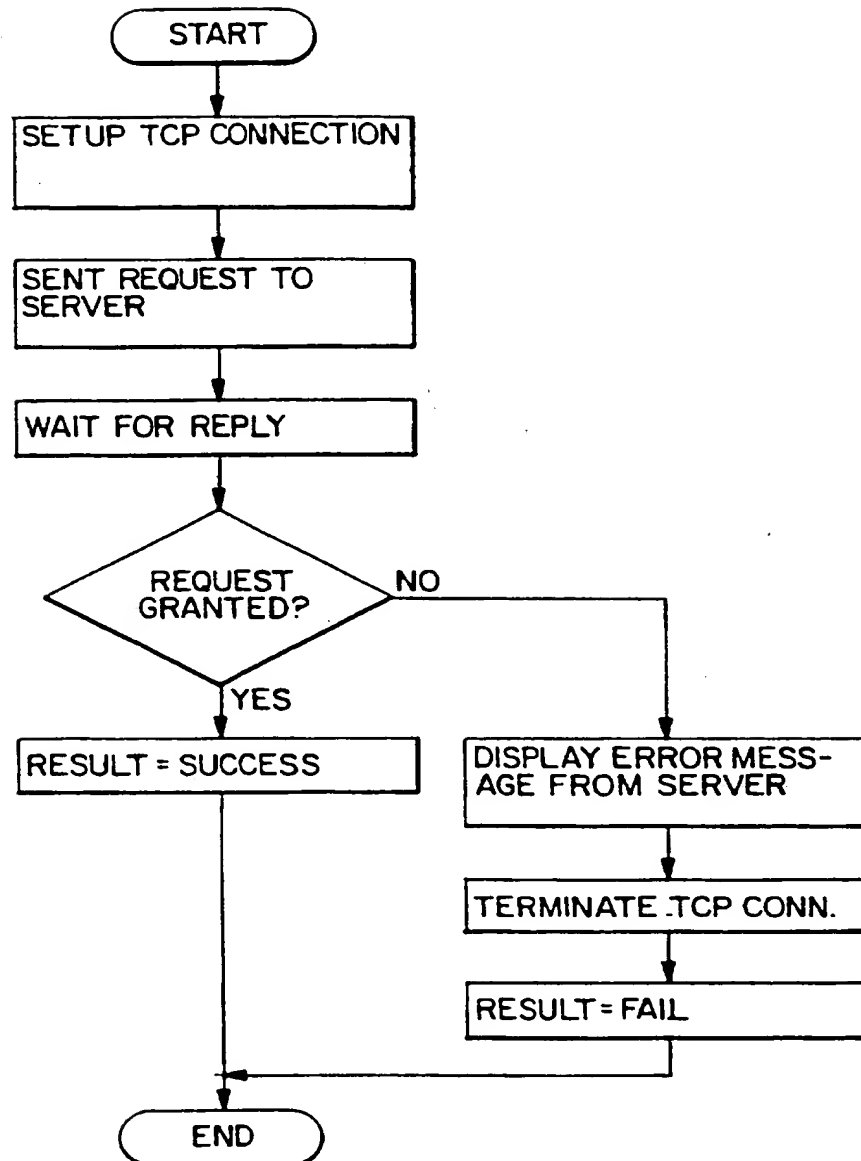 START
SETUP TCP CONNECTION
SENT REQUEST TO
SERVER
WAIT FOR REPLY
REQUEST
GRANTED?
NO
YES
RESULT = SUCCESS
DISPLAY ERROR MESS-
AGE FROM SERVER
TERMINATE TCP CONN.
RESULT = FAIL
END